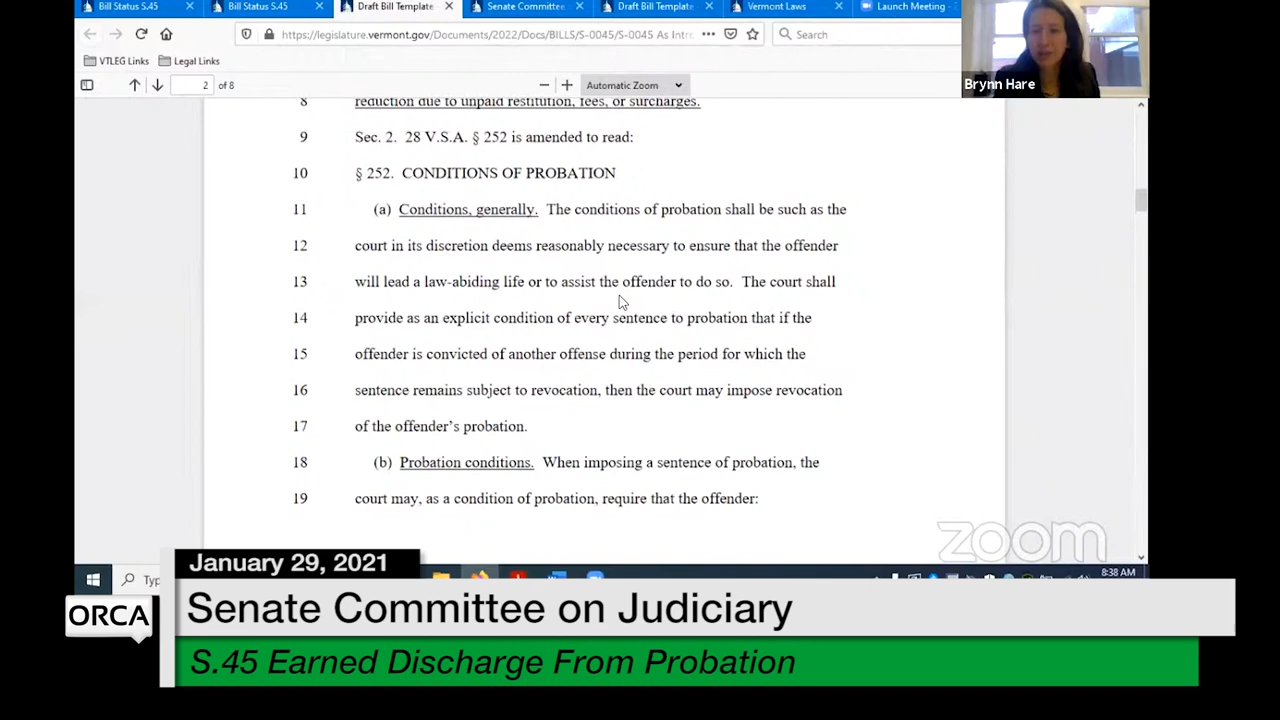 Bill Status S.45
Bill Status S.45
Draft Bill Template
Senate Committee
Draft Bill Template
Vermont Laws
Launch Meeting -
https://legislature.vermont.gov/Documents/2022/Docs/BILLS/S-0045/S-0045 As Intro
Search
VTLEG Links
Legal Links
2 of 8
Automatic Zoom
Brynn Hare
8 reduction due to unpaid restitution, fees, or surcharges.
9 Sec. 2. 28 V.S.A. § 252 is amended to read:
10 § 252. CONDITIONS OF PROBATION
11 (a) Conditions, generally. The conditions of probation shall be such as the
12 court in its discretion deems reasonably necessary to ensure that the offender
13 will lead a law-abiding life or to assist the offender to do so. The court shall
14 provide as an explicit condition of every sentence to probation that if the
15 offender is convicted of another offense during the period for which the
16 sentence remains subject to revocation, then the court may impose revocation
17 of the offender's probation.
18 (b) Probation conditions. When imposing a sentence of probation, the
19 court may, as a condition of probation, require that the offender:
zoom
Typ
8:38 AM
January 29, 2021
ORCA
Senate Committee on Judiciary
S.45 Earned Discharge From Probation